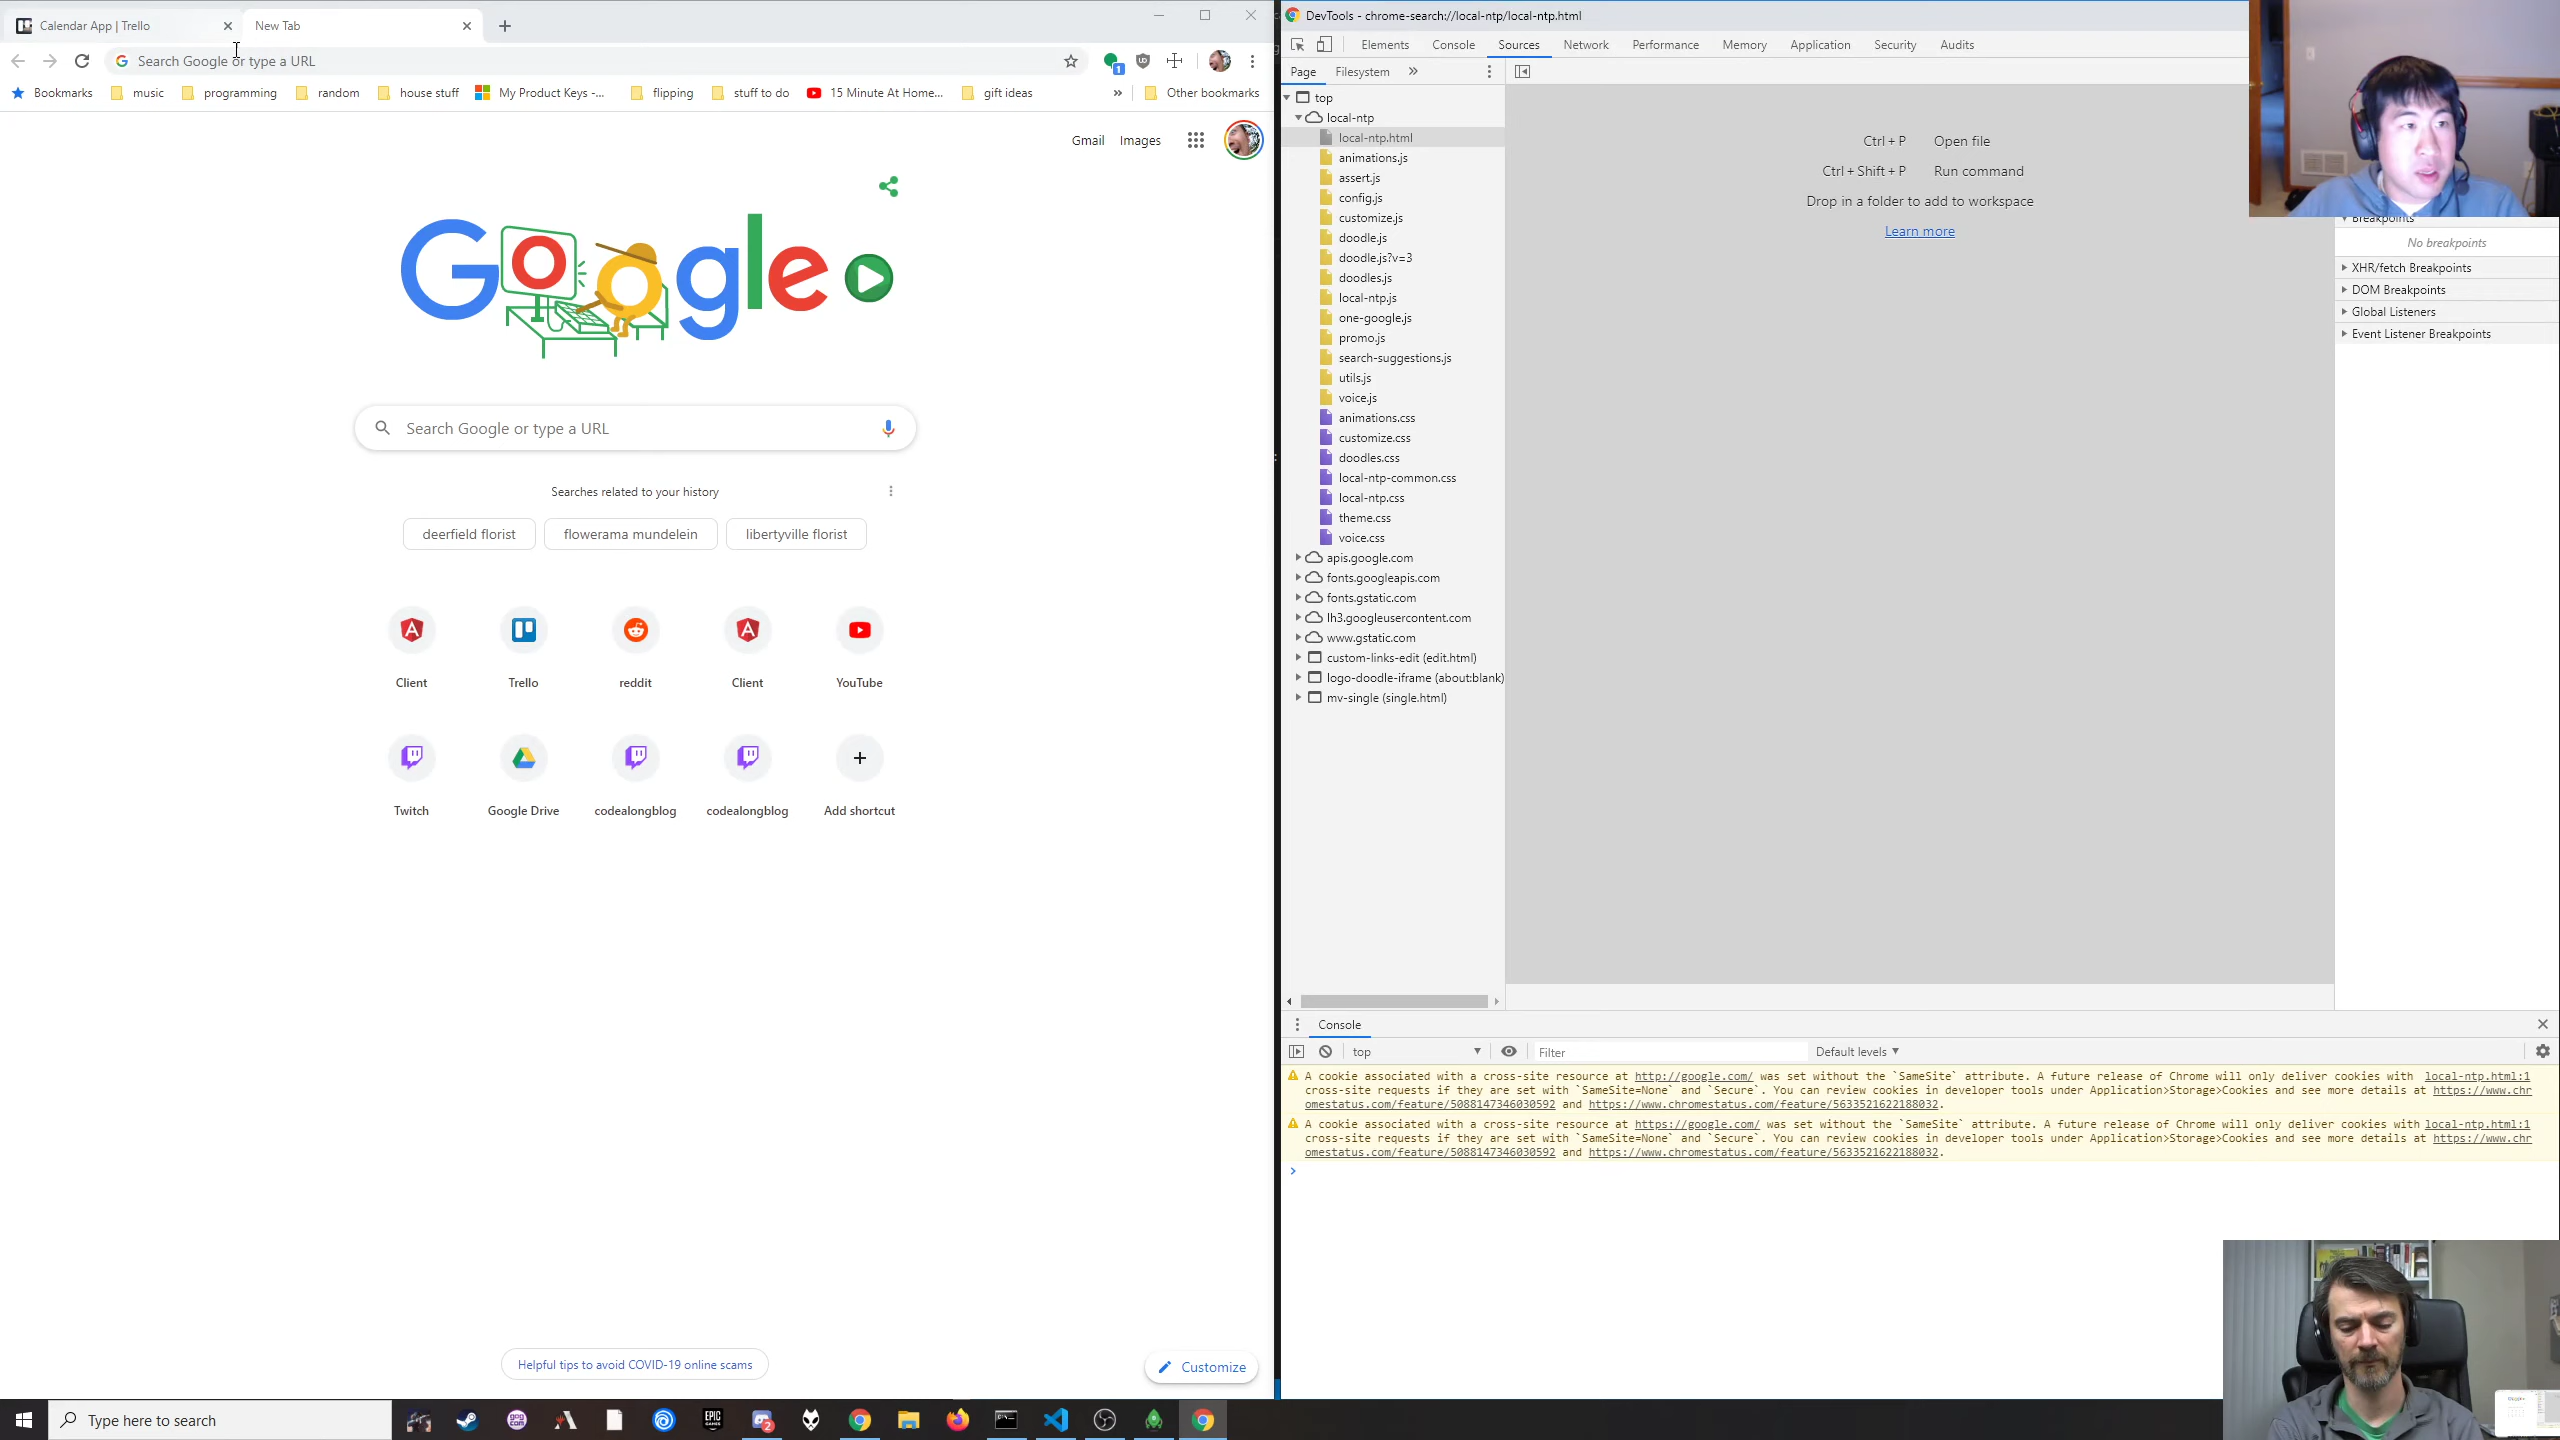 Calendar App | Trello
New Tab
Search Google or type a URL
1
Bookmarks
music
programming
random
house stuff
My Product Keys -...
flipping
stuff to do
15 Minute At Home...
gift ideas
»
Other bookmarks
Gmail
Images
Google
Search Google or type a URL
Searches related to your history
deerfield florist
flowerama mundelein
libertyville florist
Client
Trello
reddit
Client
YouTube
Twitch
Google Drive
codealongblog
codealongblog
Add shortcut
Helpful tips to avoid COVID-19 online scams
Customize
DevTools - chrome-search://local-ntp/local-ntp.html
Elements
Console
Sources
Network
Performance
Memory
Application
Security
Audits
Page
Filesystem
»
top
local-ntp
local-ntp.html
animations.js
assert.js
config.js
customize.js
doodle.js
doodle.js?v=3
doodles.js
local-ntp.js
one-google.js
promo.js
search-suggestions.js
utils.js
voice.js
animations.css
customize.css
doodles.css
local-ntp-common.css
local-ntp.css
theme.css
voice.css
apis.google.com
fonts.googleapis.com
fonts.gstatic.com
lh3.googleusercontent.com
www.gstatic.com
custom-links-edit (edit.html)
logo-doodle-iframe (about:blank)
mv-single (single.html)
Ctrl + P Open file
Ctrl + Shift + P Run command
Drop in a folder to add to workspace
Learn more
Breakpoints
No breakpoints
XHR/fetch Breakpoints
DOM Breakpoints
Global Listeners
Event Listener Breakpoints
Console
top
Filter
Default levels
A cookie associated with a cross-site resource at http://google.com/ was set without the `SameSite` attribute. A future release of Chrome will only deliver cookies with local-ntp.html:1
cross-site requests if they are set with `SameSite=None` and `Secure`. You can review cookies in developer tools under Application>Storage>Cookies and see more details at https://www.chr
omestatus.com/feature/5088147346030592 and https://www.chromestatus.com/feature/5633521622188032.
A cookie associated with a cross-site resource at https://google.com/ was set without the `SameSite` attribute. A future release of Chrome will only deliver cookies with local-ntp.html:1
cross-site requests if they are set with `SameSite=None` and `Secure`. You can review cookies in developer tools under Application>Storage>Cookies and see more details at https://www.chr
omestatus.com/feature/5088147346030592 and https://www.chromestatus.com/feature/5633521622188032.
Type here to search
GOG COM
EPIC GAMES
2